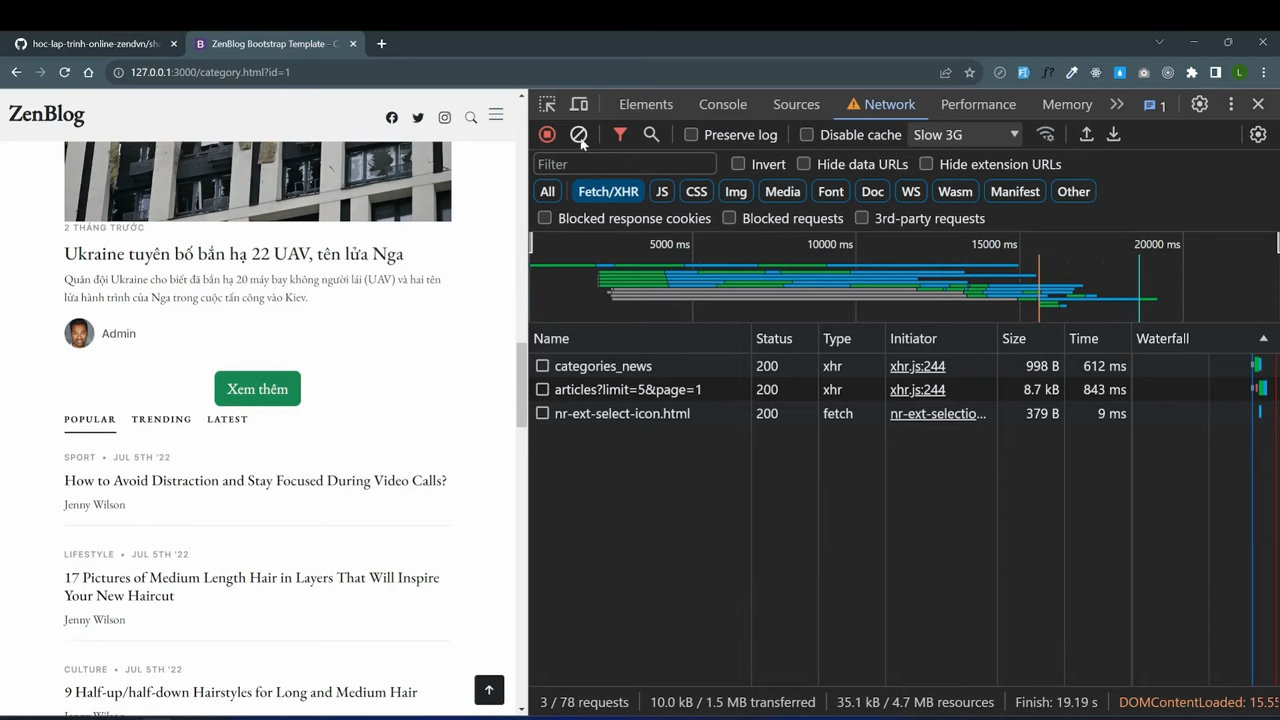 hoc-lap-trinh-online-zendvn/sh
ZenBlog Bootstrap Template - C
127.0.0.1:3000/category.html?id=1
L
ZenBlog
2 THÁNG TRƯỚC
Ukraine tuyên bố bắn hạ 22 UAV, tên lửa Nga
Quân đội Ukraine cho biết đã bắn hạ 20 máy bay không người lái (UAV) và hai tên
lửa hành trình của Nga trong cuộc tấn công vào Kiev.
Admin
Xem thêm
POPULAR TRENDING LATEST
SPORT • JUL 5TH '22
How to Avoid Distraction and Stay Focused During Video Calls?
Jenny Wilson
LIFESTYLE • JUL 5TH '22
17 Pictures of Medium Length Hair in Layers That Will Inspire
Your New Haircut
Jenny Wilson
CULTURE • JUL 5TH '22
9 Half-up/half-down Hairstyles for Long and Medium Hair
Elements Console Sources Network Performance Memory 1
Preserve log Disable cache Slow 3G
Filter Invert Hide data URLs Hide extension URLs
All Fetch/XHR JS CSS Img Media Font Doc WS Wasm Manifest Other
Blocked response cookies Blocked requests 3rd-party requests
5000 ms 10000 ms 15000 ms 20000 ms
Name Status Type Initiator Size Time Waterfall
categories_news 200 xhr xhr.js:244 998 B 612 ms
articles?limit=5&page=1 200 xhr xhr.js:244 8.7 kB 843 ms
nr-ext-select-icon.html 200 fetch nr-ext-selectio... 379 B 9 ms
3 / 78 requests 10.0 kB / 1.5 MB transferred 35.1 kB / 4.7 MB resources Finish: 19.19 s DOMContentLoaded: 15.55